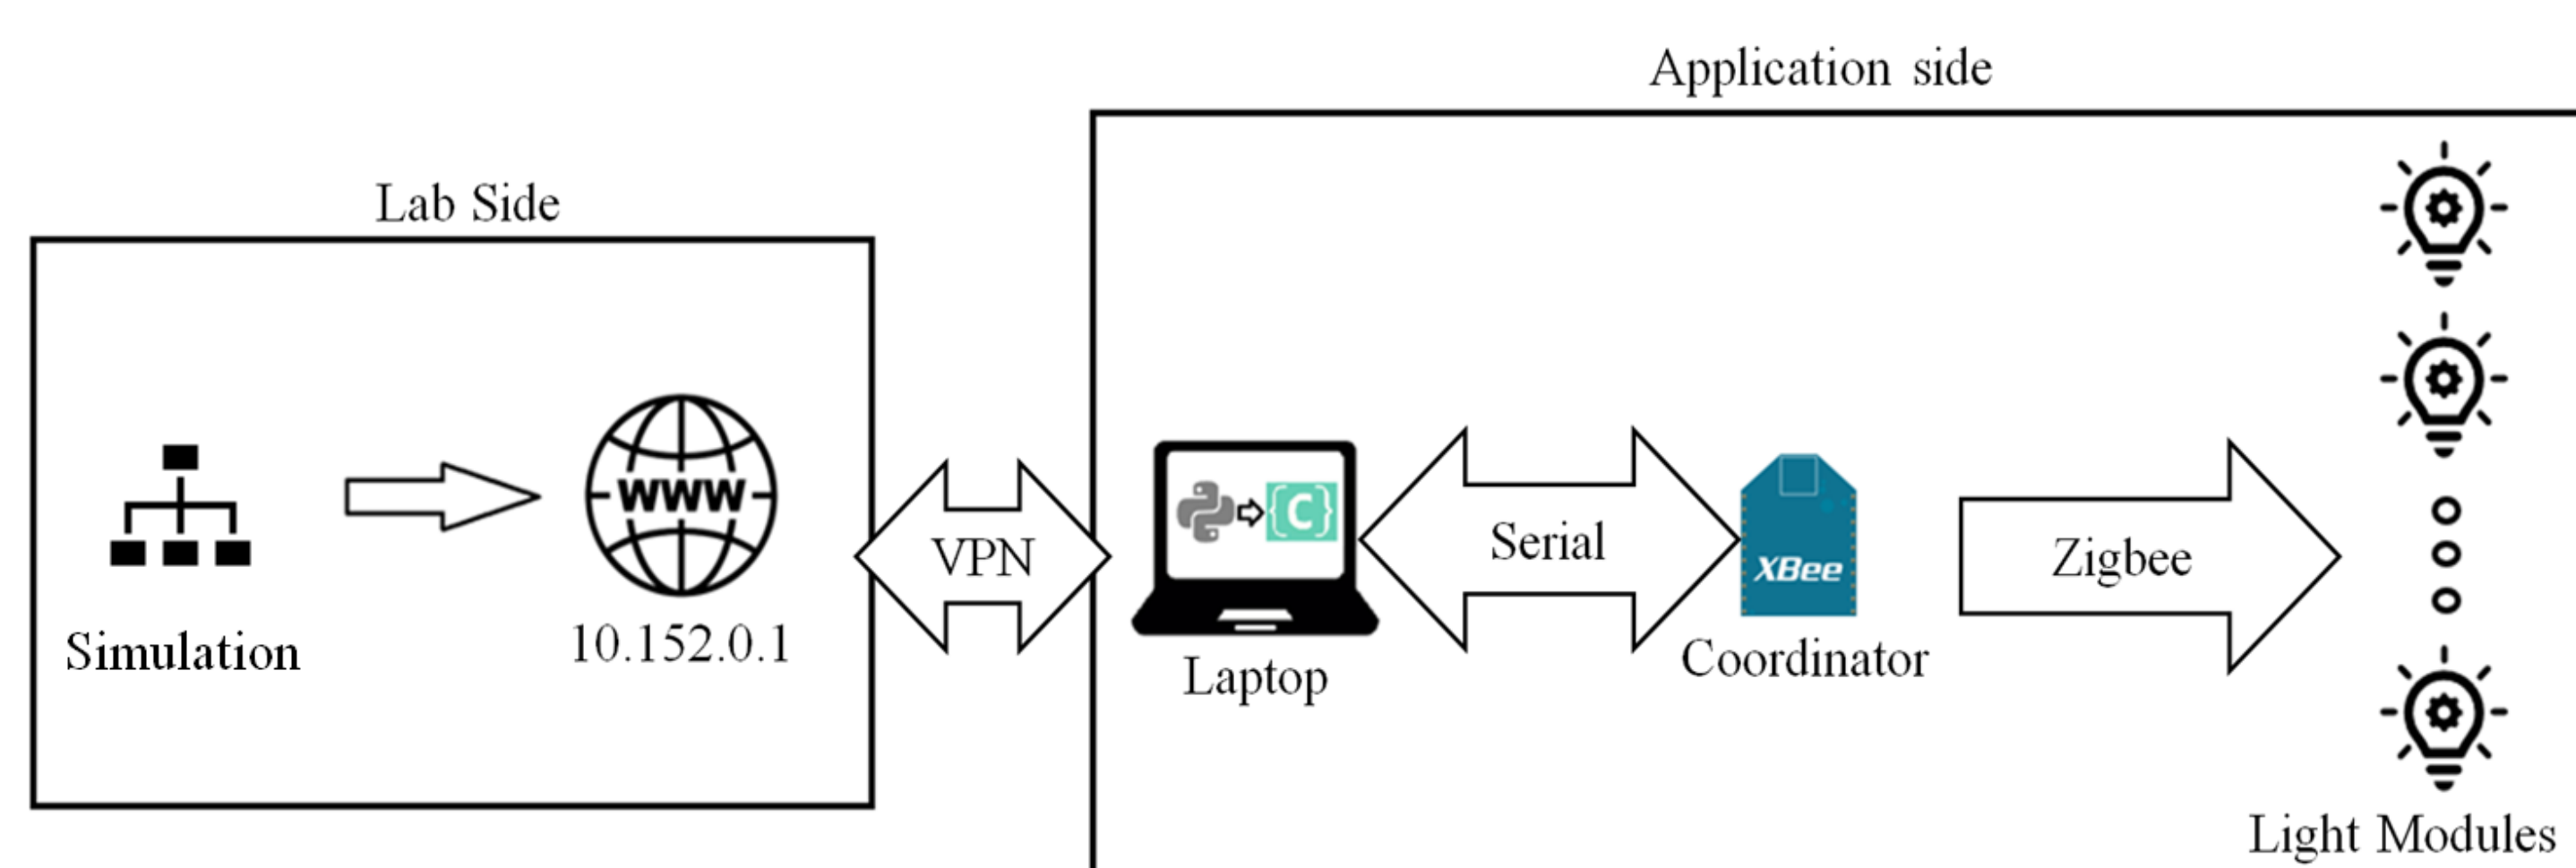 Application side
Lab Side
WWW
VPN
{C}
Serial
XBee
Zigbee
Simulation
10.152.0.1
Laptop
Coordinator
Light Modules